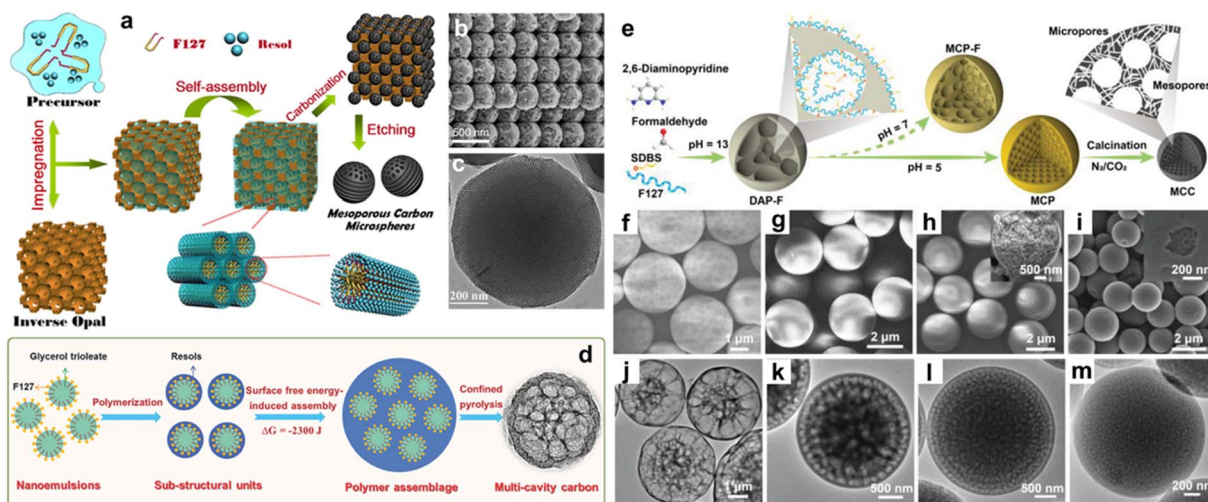 a
F127
Resol
Precursor
Self-assembly
Carbonization
Impregnation
Etching
Mesoporous Carbon
Microspheres
Inverse Opal
b
500 nm
c
200 nm
d
Glycerol trioleate
F127
Polymerization
Resols
Surface free energy-
induced assembly
ΔG = -2300 J
Confined
pyrolysis
Nanoemulsions
Sub-structural units
Polymer assemblage
Multi-cavity carbon
e
2,6-Diaminopyridine
Formaldehyde
SDBS
F127
pH = 13
DAP-F
MCP-F
pH = 7
pH = 5
MCP
Calcination
N₂/CO₂
MCC
Micropores
Mesopores
f
1 μm
g
2 μm
h
500 nm
2 μm
i
200 nm
2 μm
j
1 μm
k
500 nm
l
500 nm
m
200 nm